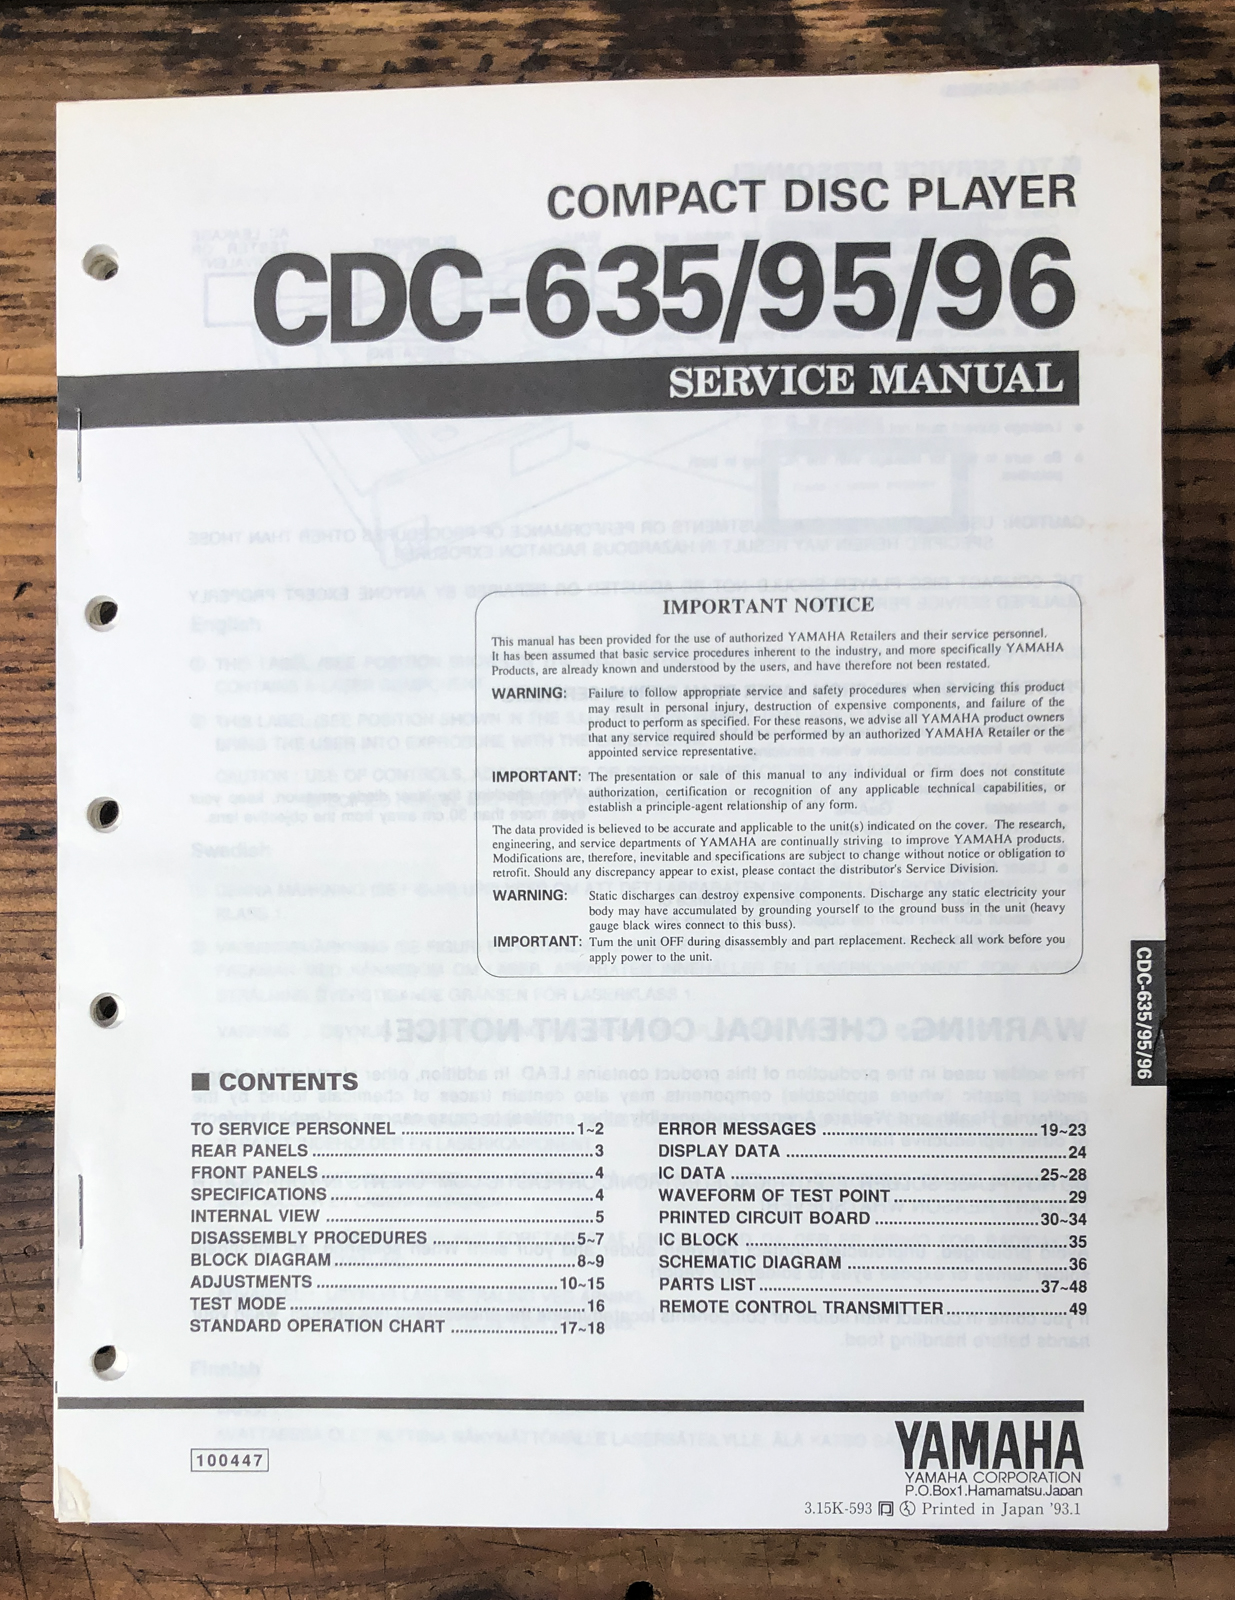 COMPACT DISC PLAYER
CDC-635/95/96
SERVICE MANUAL
IMPORTANT NOTICE
This manual has been provided for the use of authorized YAMAHA Retailers and their service personnel.
It has been assumed that basic service procedures inherent to the industry, and more specifically YAMAHA
Products, are already known and understood by the users, and have therefore not been restated.
WARNING: Failure to follow appropriate service and safety procedures when servicing this product
may result in personal injury, destruction of expensive components, and failure of the
product to perform as specified. For these reasons, we advise all YAMAHA product owners
that any service required should be performed by an authorized YAMAHA Retailer or the
appointed service representative.
IMPORTANT: The presentation or sale of this manual to any individual or firm does not constitute
authorization, certification or recognition of any applicable technical capabilities, or
establish a principle-agent relationship of any form.
The data provided is believed to be accurate and applicable to the unit(s) indicated on the cover. The research,
engineering, and service departments of YAMAHA are continually striving to improve YAMAHA products.
Modifications are, therefore, inevitable and specifications are subject to change without notice or obligation to
retrofit. Should any discrepancy appear to exist, please contact the distributor's Service Division.
WARNING: Static discharges can destroy expensive components. Discharge any static electricity your
body may have accumulated by grounding yourself to the ground buss in the unit (heavy
gauge black wires connect to this buss).
IMPORTANT: Turn the unit OFF during disassembly and part replacement. Recheck all work before you
apply power to the unit.
CDC-635/95/96
■ CONTENTS
TO SERVICE PERSONNEL ........ 1~2
REAR PANELS ........ 3
FRONT PANELS ........ 4
SPECIFICATIONS ........ 4
INTERNAL VIEW ........ 5
DISASSEMBLY PROCEDURES ........ 5~7
BLOCK DIAGRAM ........ 8~9
ADJUSTMENTS ........ 10~15
TEST MODE ........ 16
STANDARD OPERATION CHART ........ 17~18
ERROR MESSAGES ........ 19~23
DISPLAY DATA ........ 24
IC DATA ........ 25~28
WAVEFORM OF TEST POINT ........ 29
PRINTED CIRCUIT BOARD ........ 30~34
IC BLOCK ........ 35
SCHEMATIC DIAGRAM ........ 36
PARTS LIST ........ 37~48
REMOTE CONTROL TRANSMITTER ........ 49
100447
YAMAHA
YAMAHA CORPORATION
P.O.Box1.Hamamatsu.Japan
3.15K-593 Printed in Japan '93.1